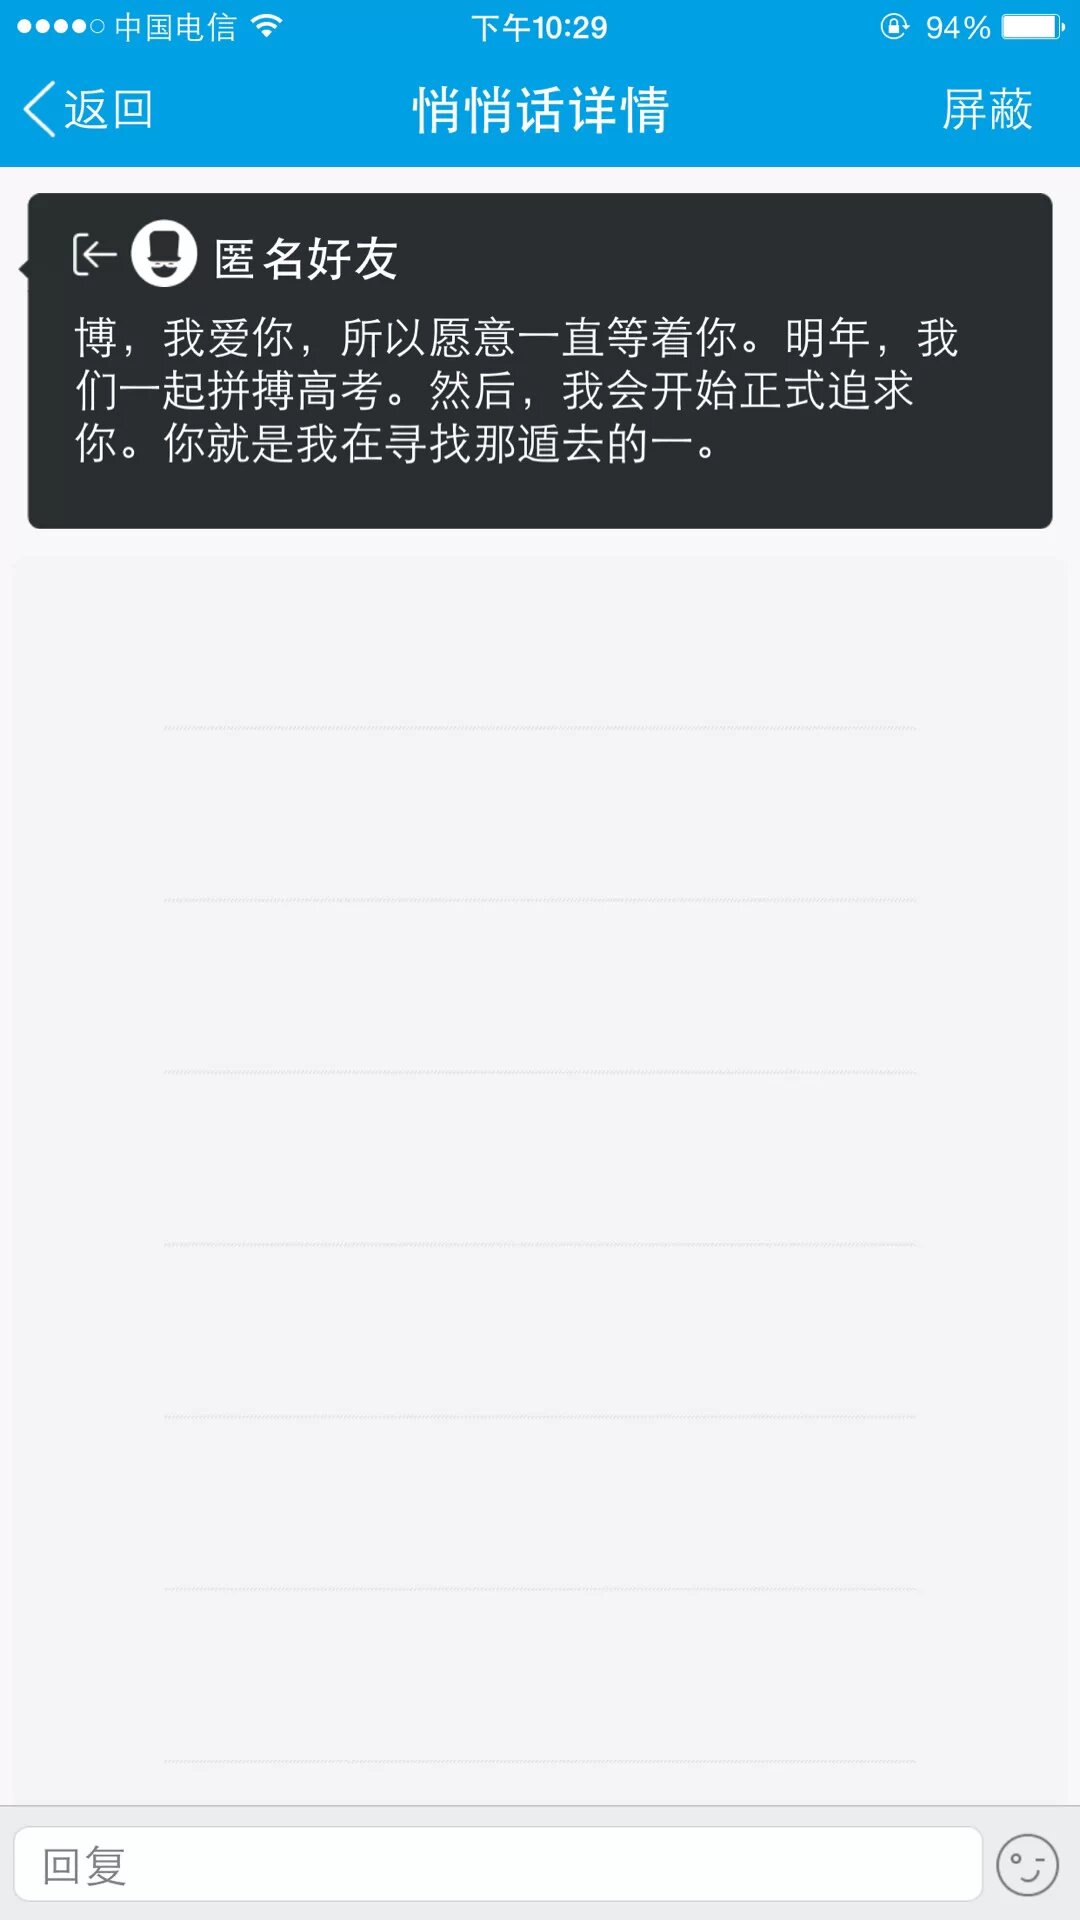 中国电信 下午10:29 94%
返回 悄悄话详情 屏蔽
匿名好友
博，我爱你，所以愿意一直等着你。明年，我
们一起拼搏高考。然后，我会开始正式追求
你。你就是我在寻找那遁去的一。
回复